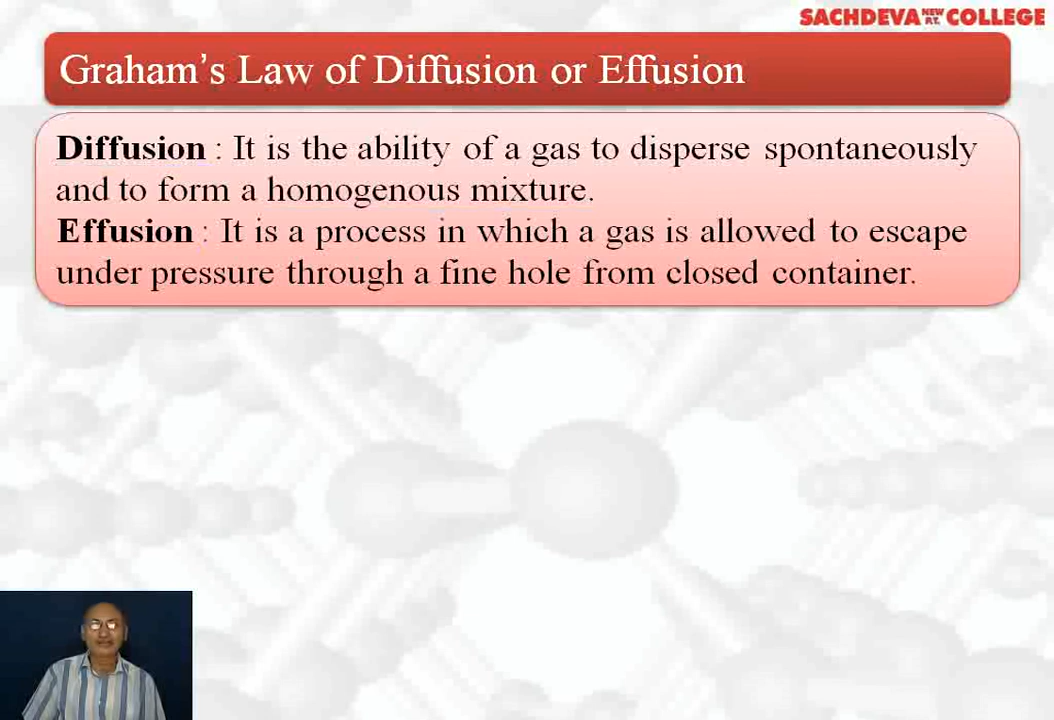 SACHDEVA NEW P.T. COLLEGE
Graham's Law of Diffusion or Effusion
Diffusion : It is the ability of a gas to disperse spontaneously
and to form a homogenous mixture.
Effusion : It is a process in which a gas is allowed to escape
under pressure through a fine hole from closed container.